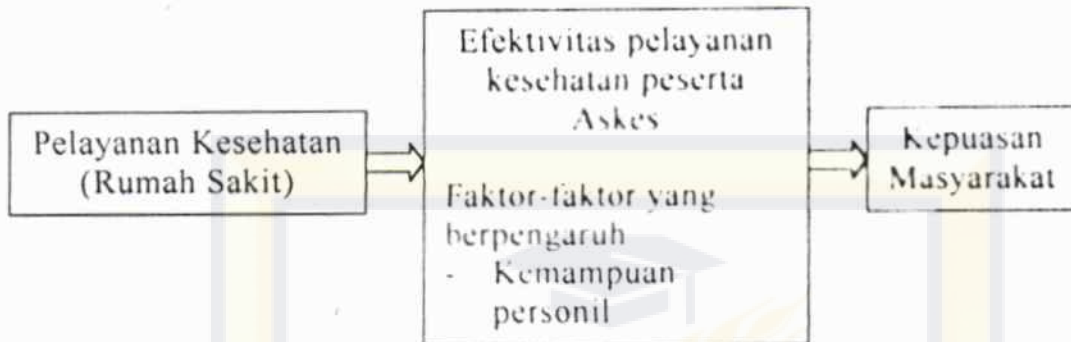 Pelayanan Kesehatan
(Rumah Sakit)
Efektivitas pelayanan
kesehatan peserta
Askes
Faktor-faktor yang
berpengaruh
- Kemampuan
personil
Kepuasan
Masyarakat